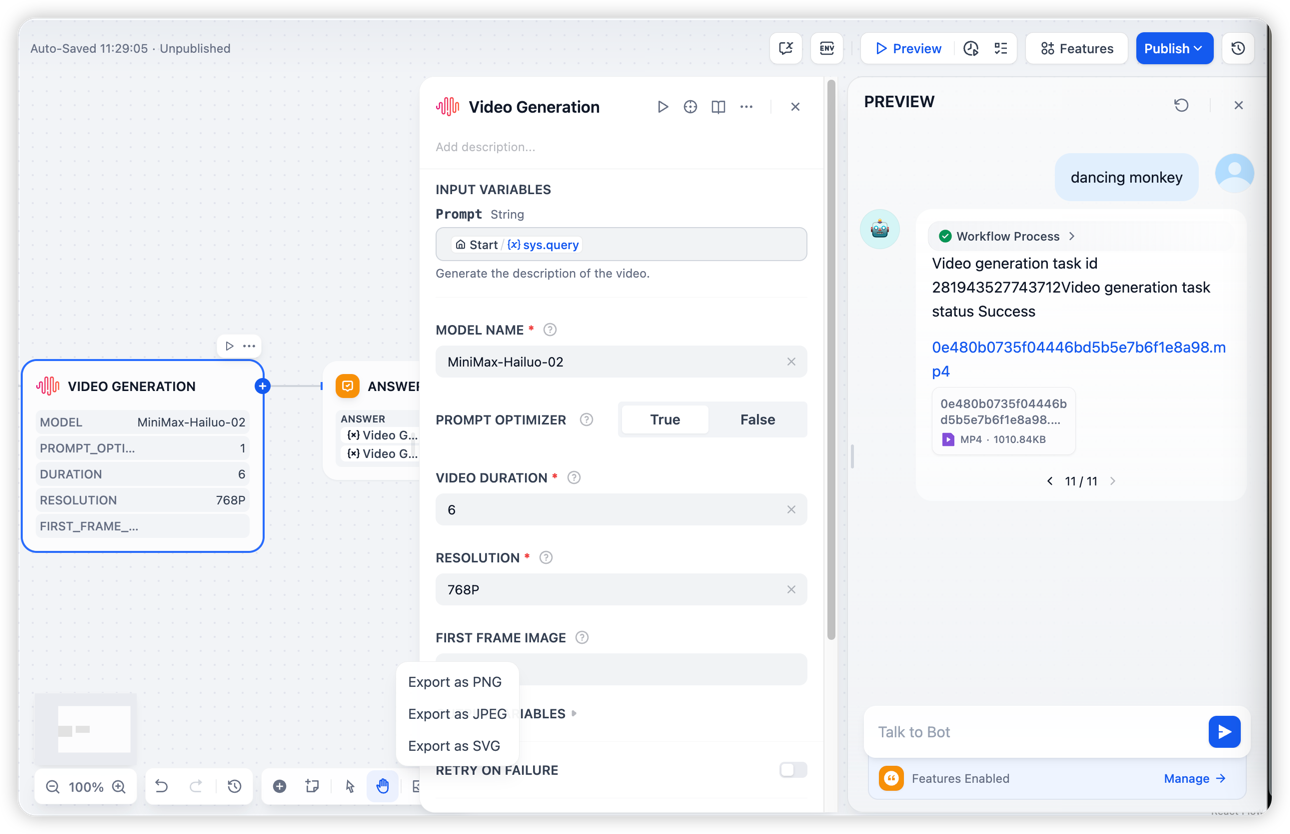 Auto-Saved 11:29:05 · Unpublished
ENV
Preview
Features
Publish
VIDEO GENERATION
MODEL MiniMax-Hailuo-02
PROMPT_OPTI... 1
DURATION 6
RESOLUTION 768P
FIRST_FRAME_...
ANSWER
ANSWER
{x} Video G...
{x} Video G...
100%
Video Generation
Add description...
INPUT VARIABLES
Prompt String
Start / {x} sys.query
Generate the description of the video.
MODEL NAME *
MiniMax-Hailuo-02
PROMPT OPTIMIZER True False
VIDEO DURATION *
6
RESOLUTION *
768P
FIRST FRAME IMAGE
Export as PNG
Export as JPEG
IABLES
Export as SVG
RETRY ON FAILURE
PREVIEW
dancing monkey
Workflow Process
Video generation task id
281943527743712Video generation task
status Success
0e480b0735f04446bd5b5e7b6f1e8a98.m
p4
0e480b0735f04446b
d5b5e7b6f1e8a98....
MP4 · 1010.84KB
11 / 11
Talk to Bot
Features Enabled
Manage